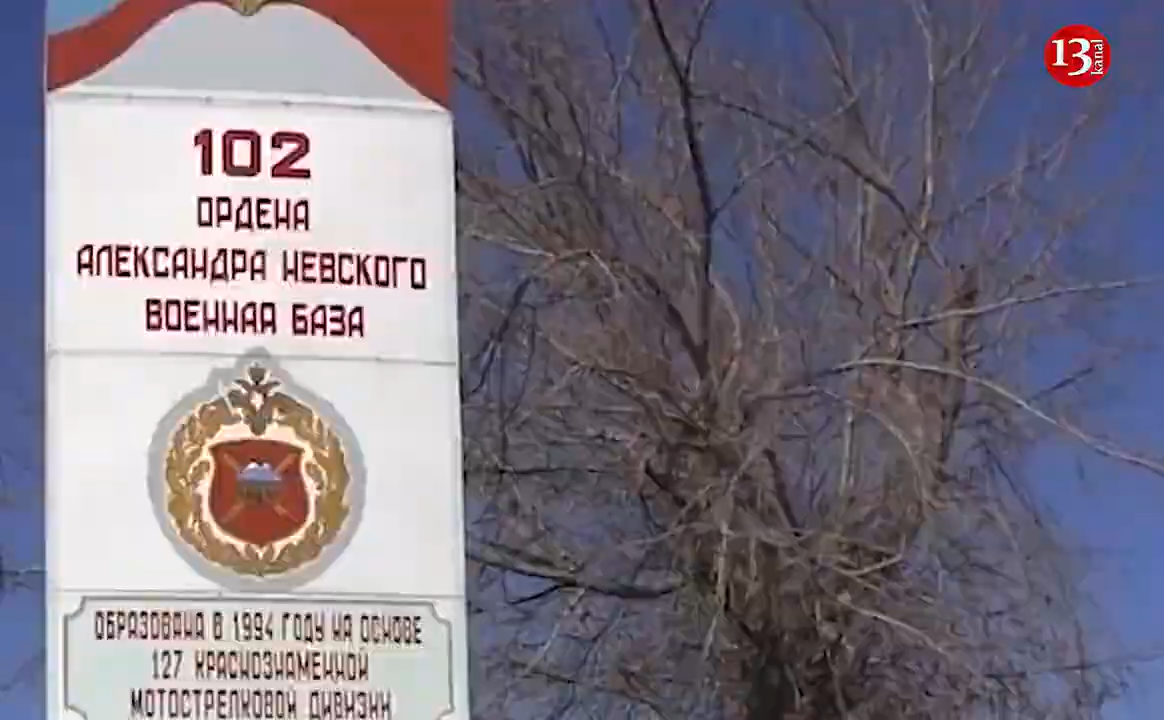 13
kanal
102
ОРДЕНА
АЛЕКСАНДРА НЕВСКОГО
ВОЕННАЯ БАЗА
ОБРАЗОВАНА В 1994 ГОДУ НА ОСНОВЕ
127 КРАСНОЗНАМЕННОЙ
МОТОСТРЕЛКОВОЙ ДИВИЗИИ